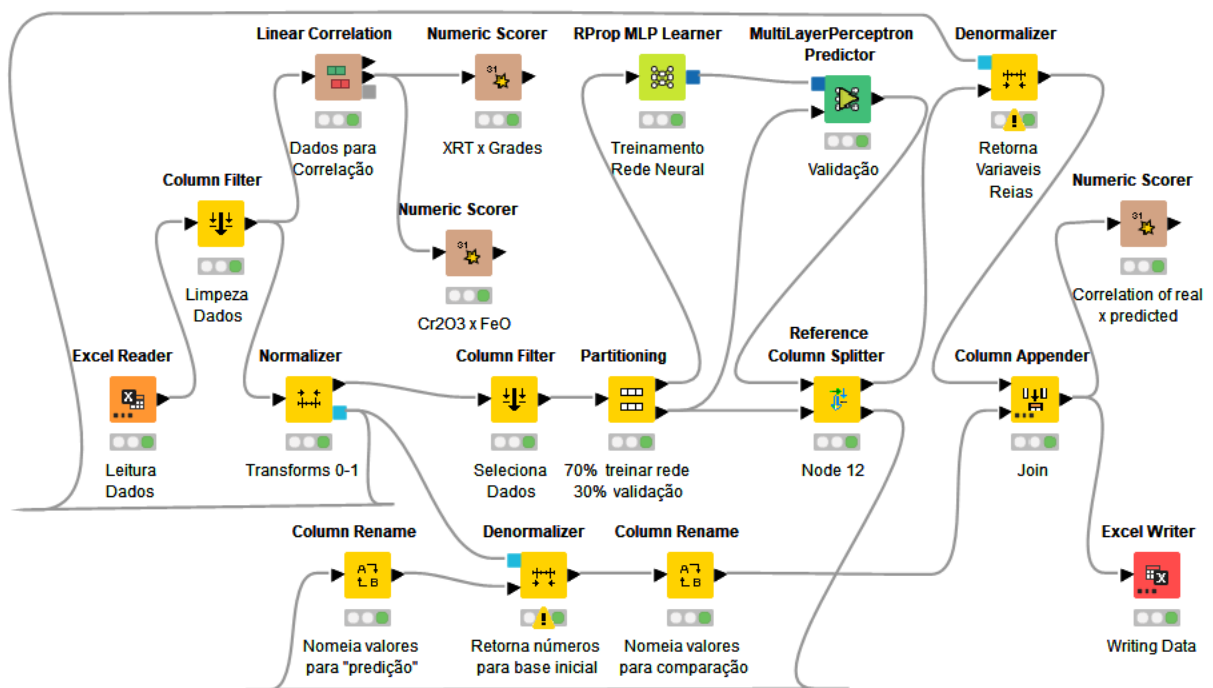 Linear Correlation
Dados para
Correlação
Numeric Scorer
XRT x Grades
RProp MLP Learner
Treinamento
Rede Neural
MultiLayerPerceptron
Predictor
Validação
Denormalizer
Retorna
Variaveis
Reias
Column Filter
Limpeza
Dados
Numeric Scorer
Cr2O3 x FeO
Numeric Scorer
Correlation of real
x predicted
Excel Reader
Leitura
Dados
Normalizer
Transforms 0-1
Column Filter
Seleciona
Dados
Partitioning
70% treinar rede
30% validação
Reference
Column Splitter
Node 12
Column Appender
Join
Column Rename
Nomeia valores
para "predição"
Denormalizer
Retorna números
para base inicial
Column Rename
Nomeia valores
para comparação
Excel Writer
Writing Data